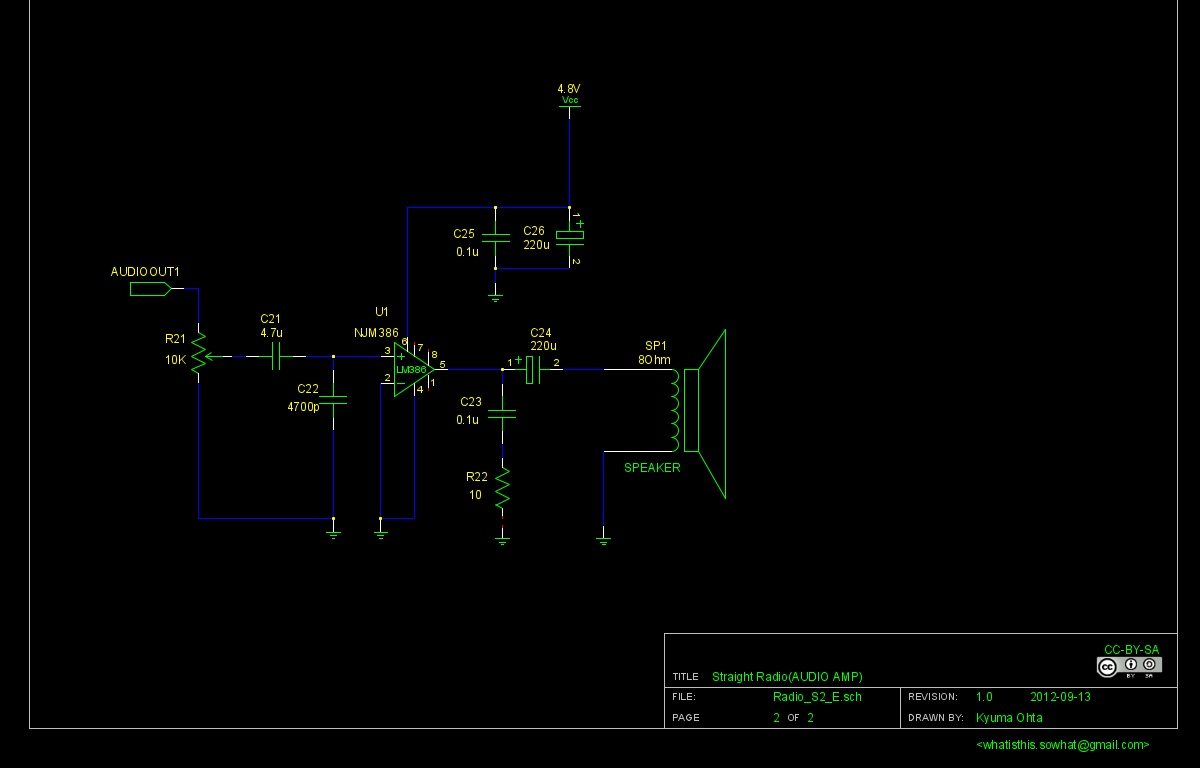 4.8V
Vcc
C25
0.1u
C26
220u
1
+
2
AUDIOOUT1
R21
10K
C21
4.7u
U1
NJM386
LM386
3
2
6
7
8
5
1
4
+
C22
4700p
C24
220u
1
+
2
C23
0.1u
R22
10
SP1
8Ohm
SPEAKER
CC-BY-SA
cc
BY SA
TITLE Straight Radio(AUDIO AMP)
FILE: Radio_S2_E.sch
REVISION: 1.0 2012-09-13
PAGE 2 OF 2
DRAWN BY: Kyuma Ohta
<whatisthis.sowhat@gmail.com>